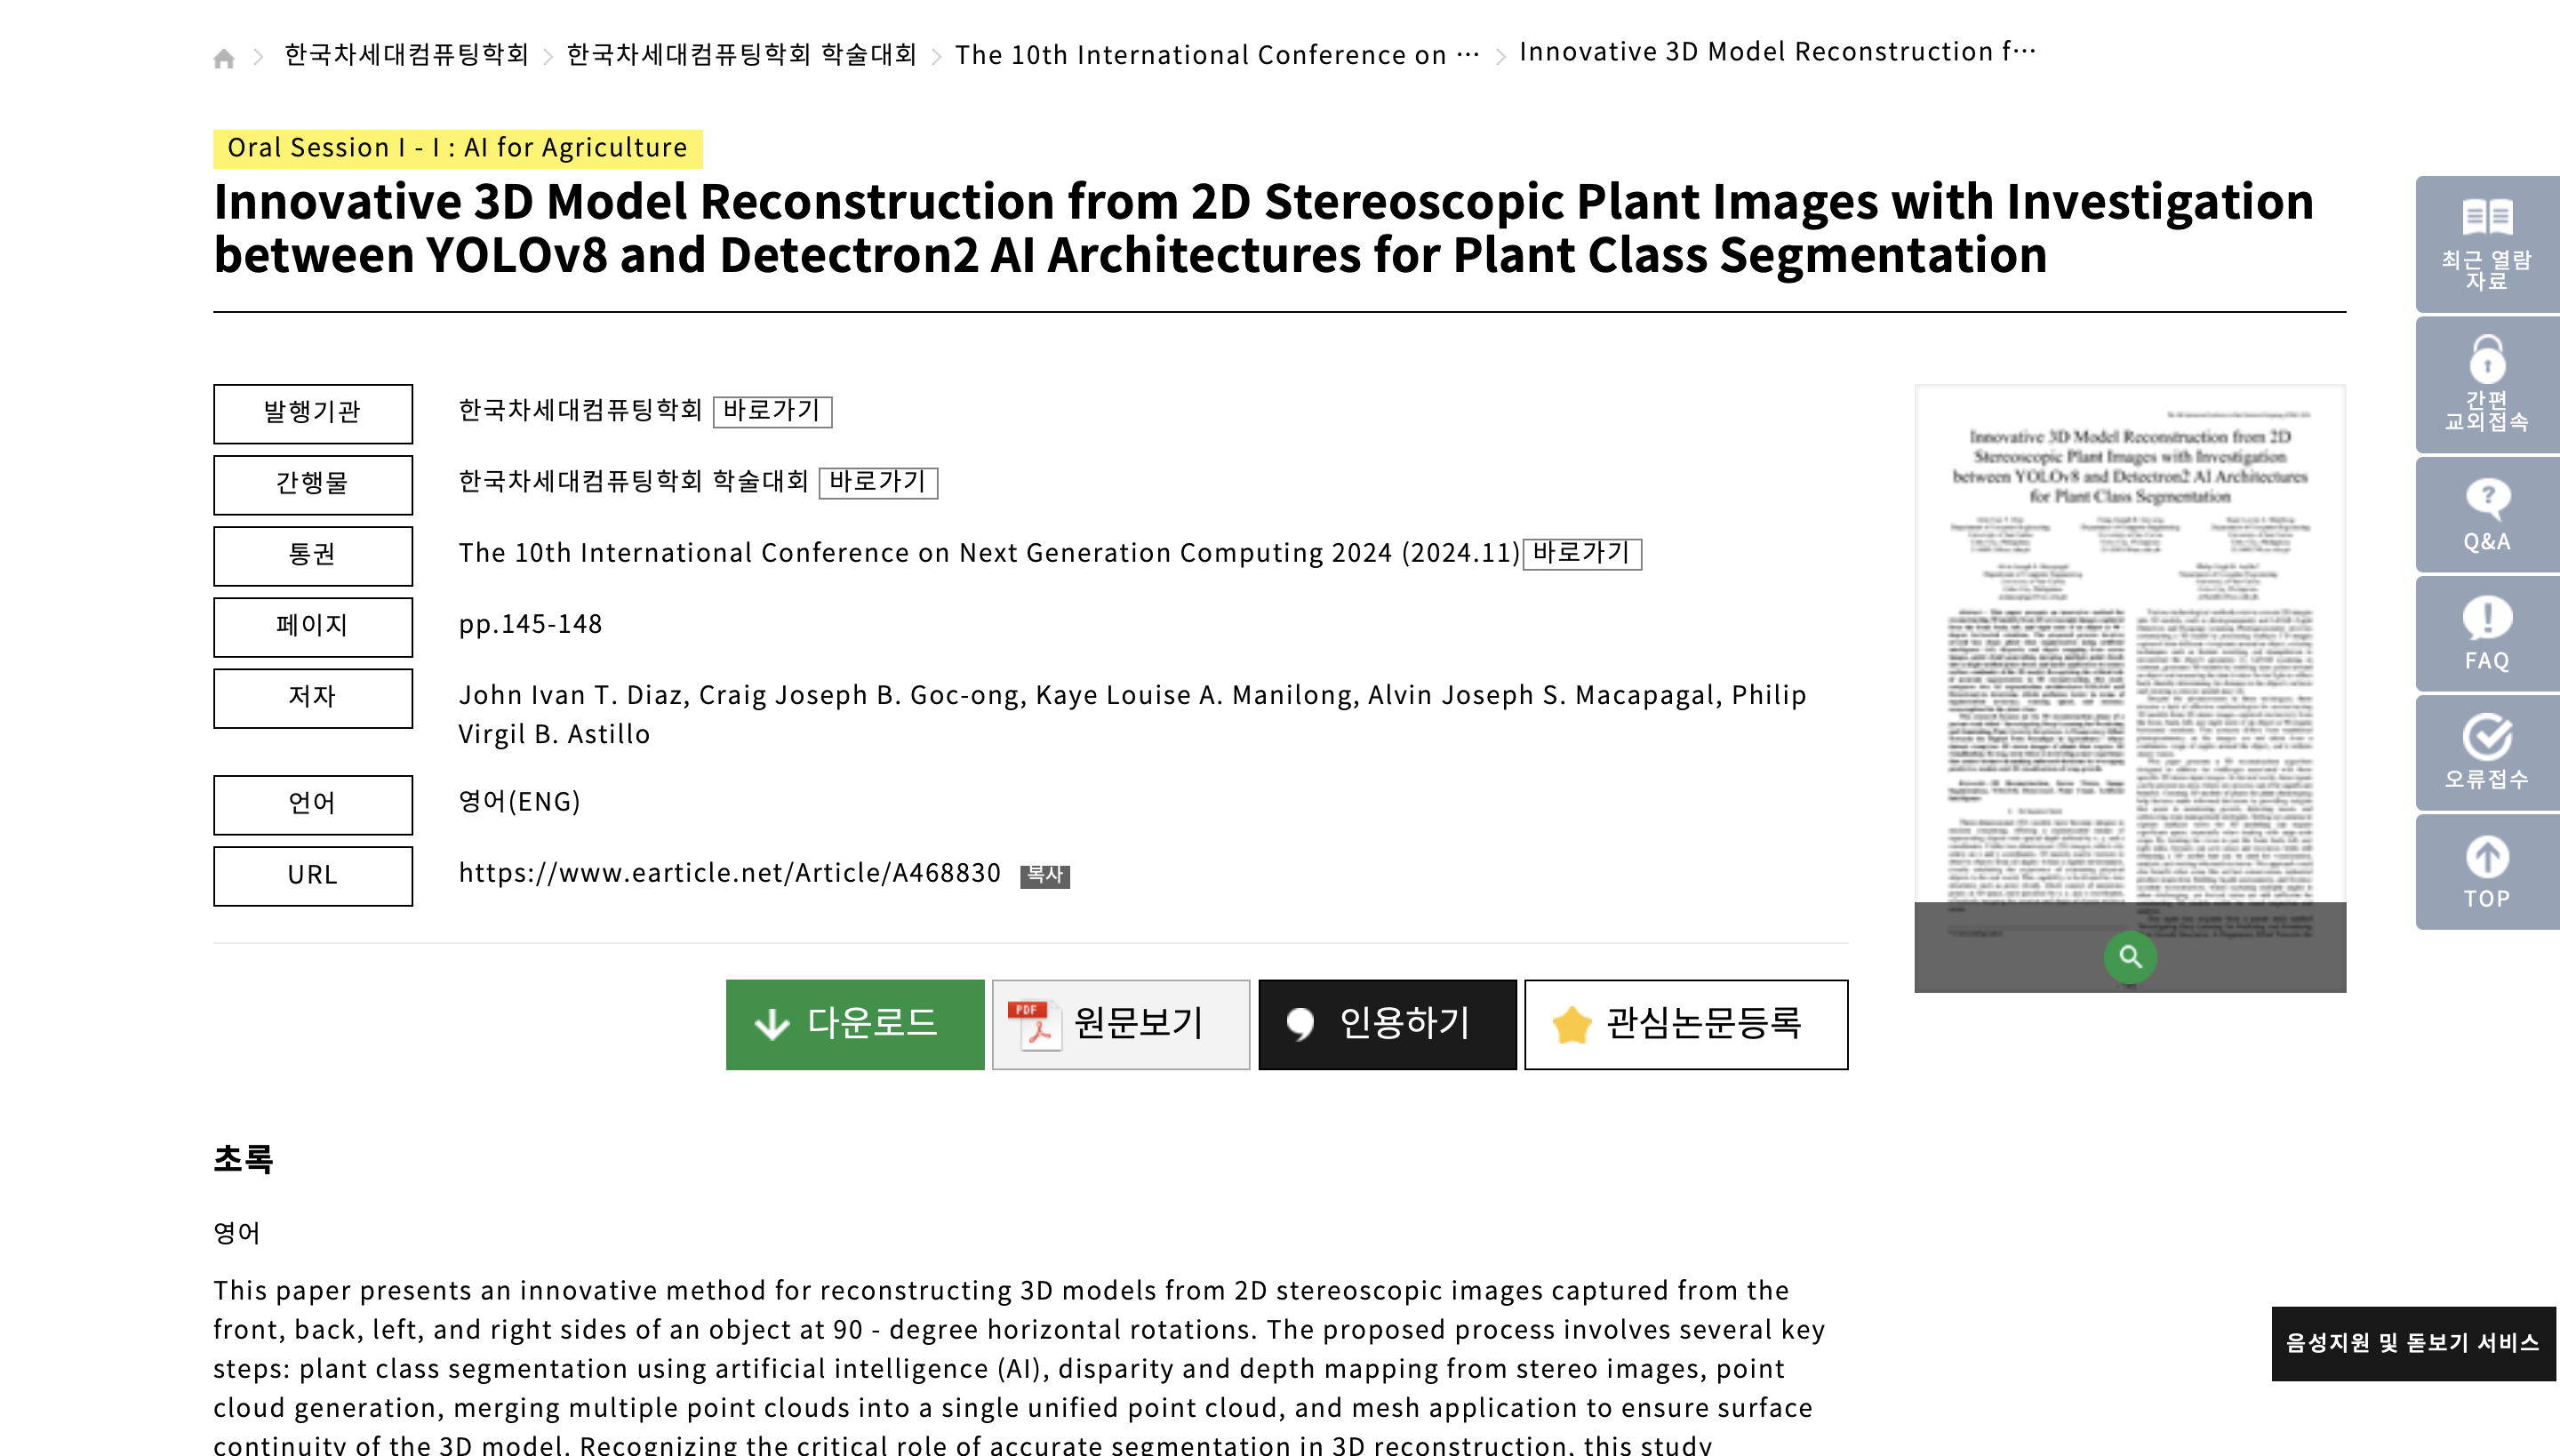 한국차세대컴퓨팅학회 한국차세대컴퓨팅학회 학술대회 The 10th International Conference on ··· Innovative 3D Model Reconstruction f···
Oral Session I - I : AI for Agriculture
Innovative 3D Model Reconstruction from 2D Stereoscopic Plant Images with Investigation
between YOLOv8 and Detectron2 AI Architectures for Plant Class Segmentation
발행기관 한국차세대컴퓨팅학회 바로가기
간행물 한국차세대컴퓨팅학회 학술대회 바로가기
통권 The 10th International Conference on Next Generation Computing 2024 (2024.11) 바로가기
페이지 pp.145-148
저자 John Ivan T. Diaz, Craig Joseph B. Goc-ong, Kaye Louise A. Manilong, Alvin Joseph S. Macapagal, Philip
Virgil B. Astillo
언어 영어(ENG)
URL https://www.earticle.net/Article/A468830 복사
Innovative 3D Model Reconstruction from 2D
Stereoscopic Plant Images with Investigation
between YOLOv8 and Detectron2 AI Architectures
for Plant Class Segmentation
다운로드 PDF 원문보기 인용하기 관심논문등록
초록
영어
This paper presents an innovative method for reconstructing 3D models from 2D stereoscopic images captured from the
front, back, left, and right sides of an object at 90 - degree horizontal rotations. The proposed process involves several key
steps: plant class segmentation using artificial intelligence (AI), disparity and depth mapping from stereo images, point
cloud generation, merging multiple point clouds into a single unified point cloud, and mesh application to ensure surface
continuity of the 3D model. Recognizing the critical role of accurate segmentation in 3D reconstruction, this study
최근 열람
자료
간편
교외접속
Q&A
FAQ
오류접수
TOP
음성지원 및 돋보기 서비스